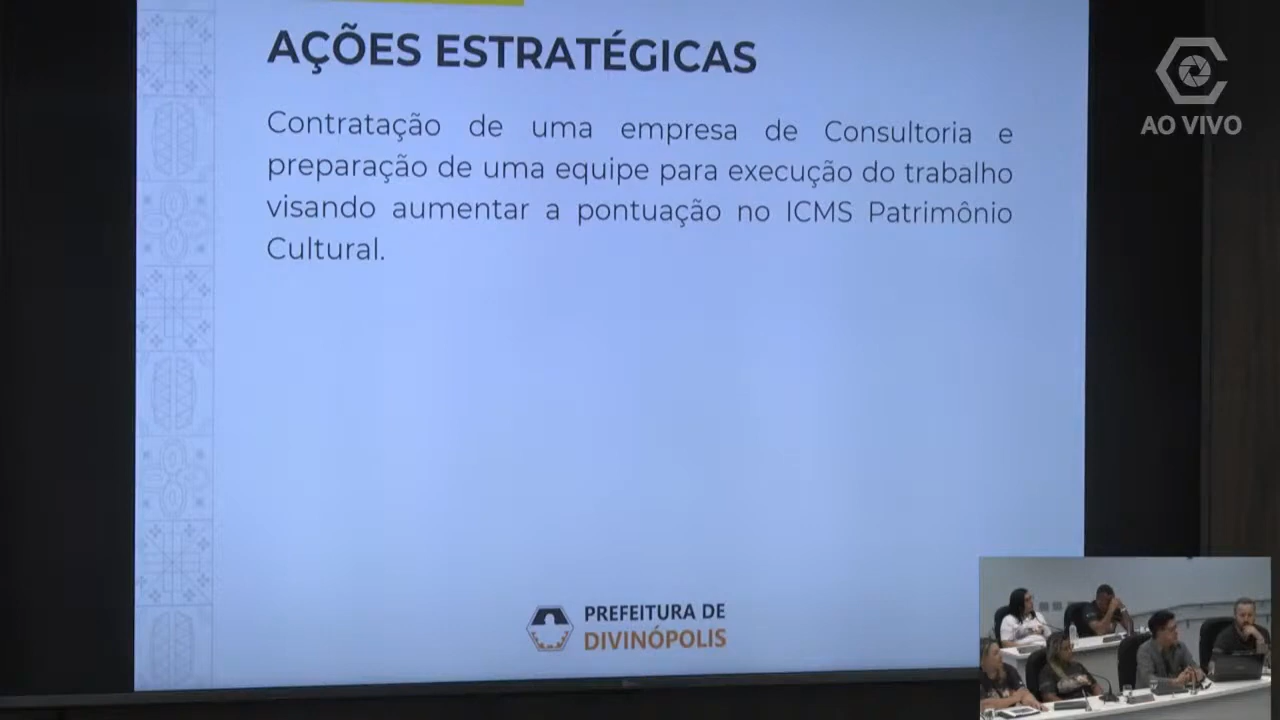 AÇÕES ESTRATÉGICAS
Contratação de uma empresa de Consultoria e
preparação de uma equipe para execução do trabalho
visando aumentar a pontuação no ICMS Patrimônio
Cultural.
PREFEITURA DE
DIVINÓPOLIS
AO VIVO